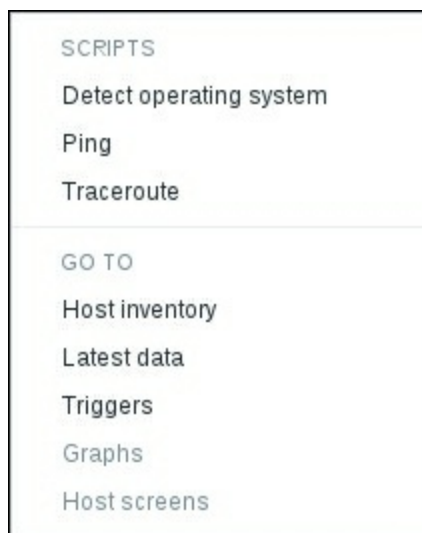 SCRIPTS
Detect operating system
Ping
Traceroute
GO TO
Host inventory
Latest data
Triggers
Graphs
Host screens